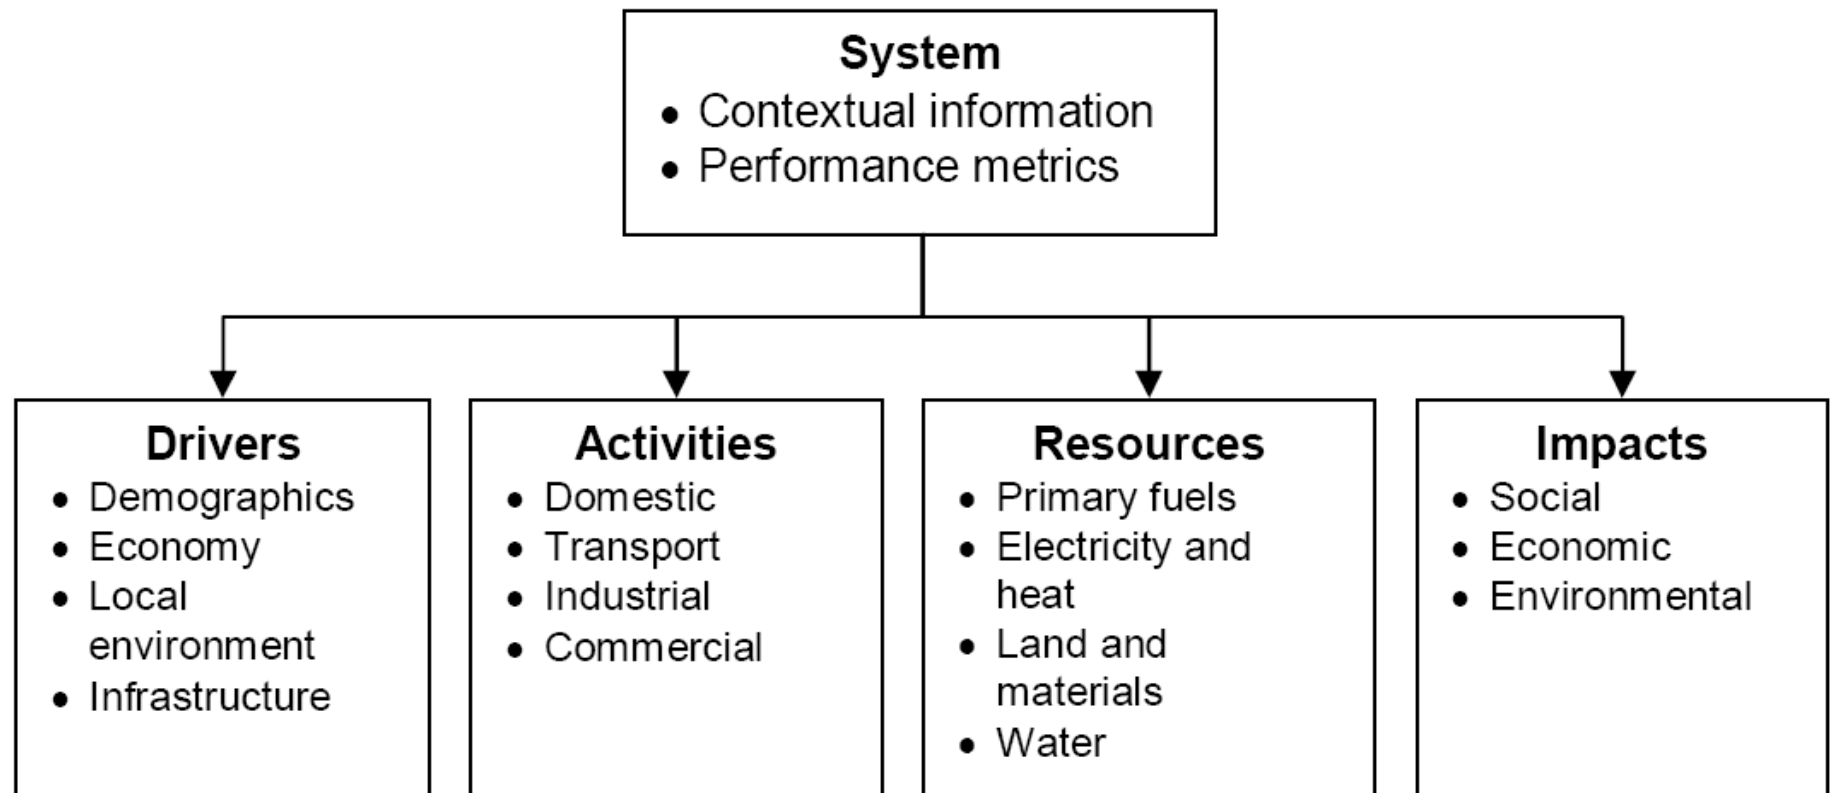 System
• Contextual information
• Performance metrics
Drivers
• Demographics
• Economy
• Local
environment
• Infrastructure
Activities
• Domestic
• Transport
• Industrial
• Commercial
Resources
• Primary fuels
• Electricity and
heat
• Land and
materials
• Water
Impacts
• Social
• Economic
• Environmental